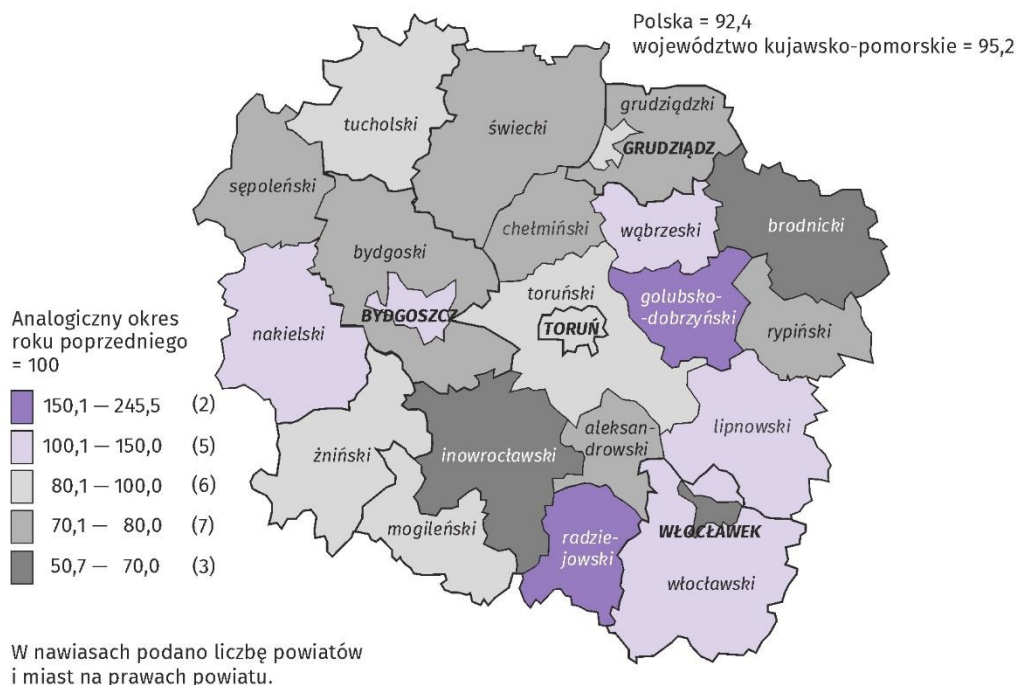 Polska = 92,4
województwo kujawsko-pomorskie = 95,2
tucholski
świecki
grudziądzki
GRUDZIĄDZ
sępoleński
chełmiński
wąbrzeski
brodnicki
bydgoski
toruński
golubsko-
-dobrzyński
BYDGOSZCZ
TORUŃ
nakielski
rypiński
Analogiczny okres
roku poprzedniego
= 100
150,1 — 245,5 (2)
100,1 — 150,0 (5)
80,1 — 100,0 (6)
70,1 — 80,0 (7)
50,7 — 70,0 (3)
żniński
inowrocławski
aleksan-
drowski
lipnowski
mogileński
radzie-
jowski
WŁOCŁAWEK
włocławski
W nawiasach podano liczbę powiatów
i miast na prawach powiatu.